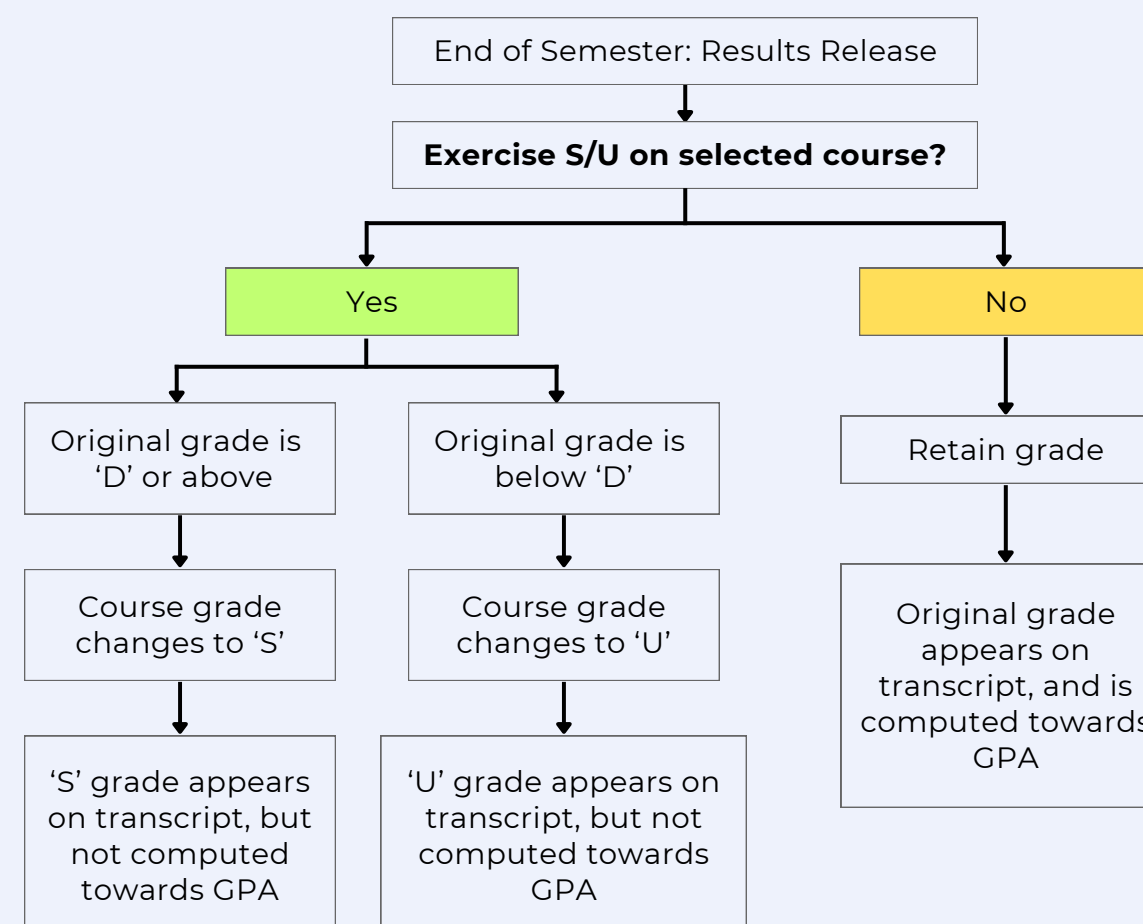 End of Semester: Results Release
Exercise S/U on selected course?
Yes
No
Original grade is
‘D’ or above
Original grade is
below ‘D’
Retain grade
Course grade
changes to ‘S’
Course grade
changes to ‘U’
Original grade
appears on
transcript, and is
computed towards
GPA
‘S’ grade appears
on transcript, but
not computed
towards GPA
‘U’ grade appears on
transcript, but not
computed towards
GPA